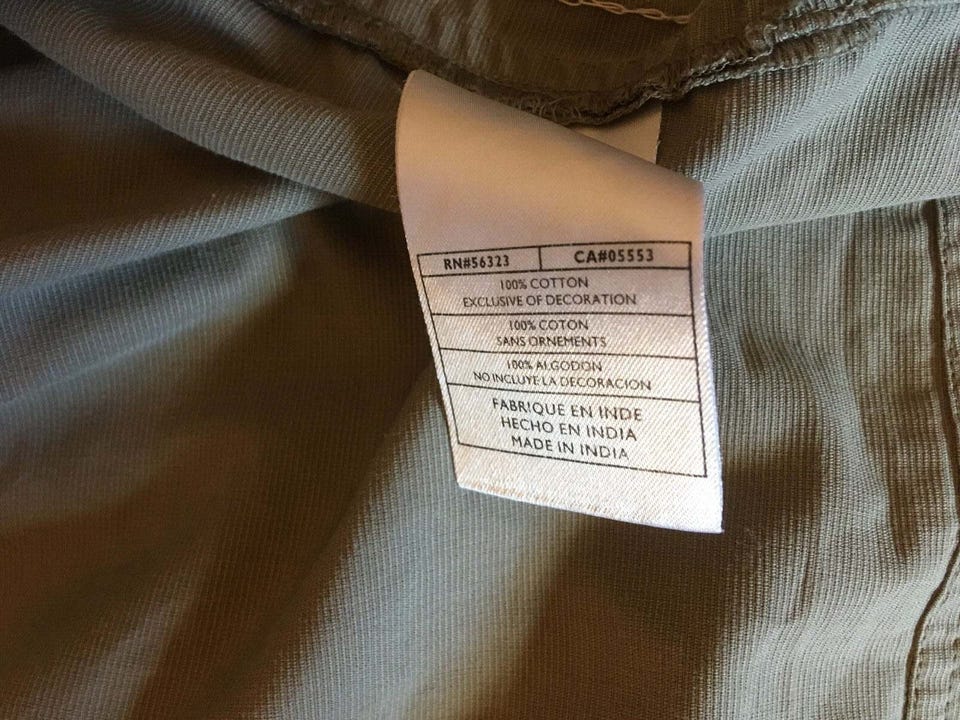 RN#56323 CA#05553
100% COTTON
EXCLUSIVE OF DECORATION
100% COTON
SANS ORNEMENTS
100% ALGODON
NO INCLUYE LA DECORACION
FABRIQUE EN INDE
HECHO EN INDIA
MADE IN INDIA